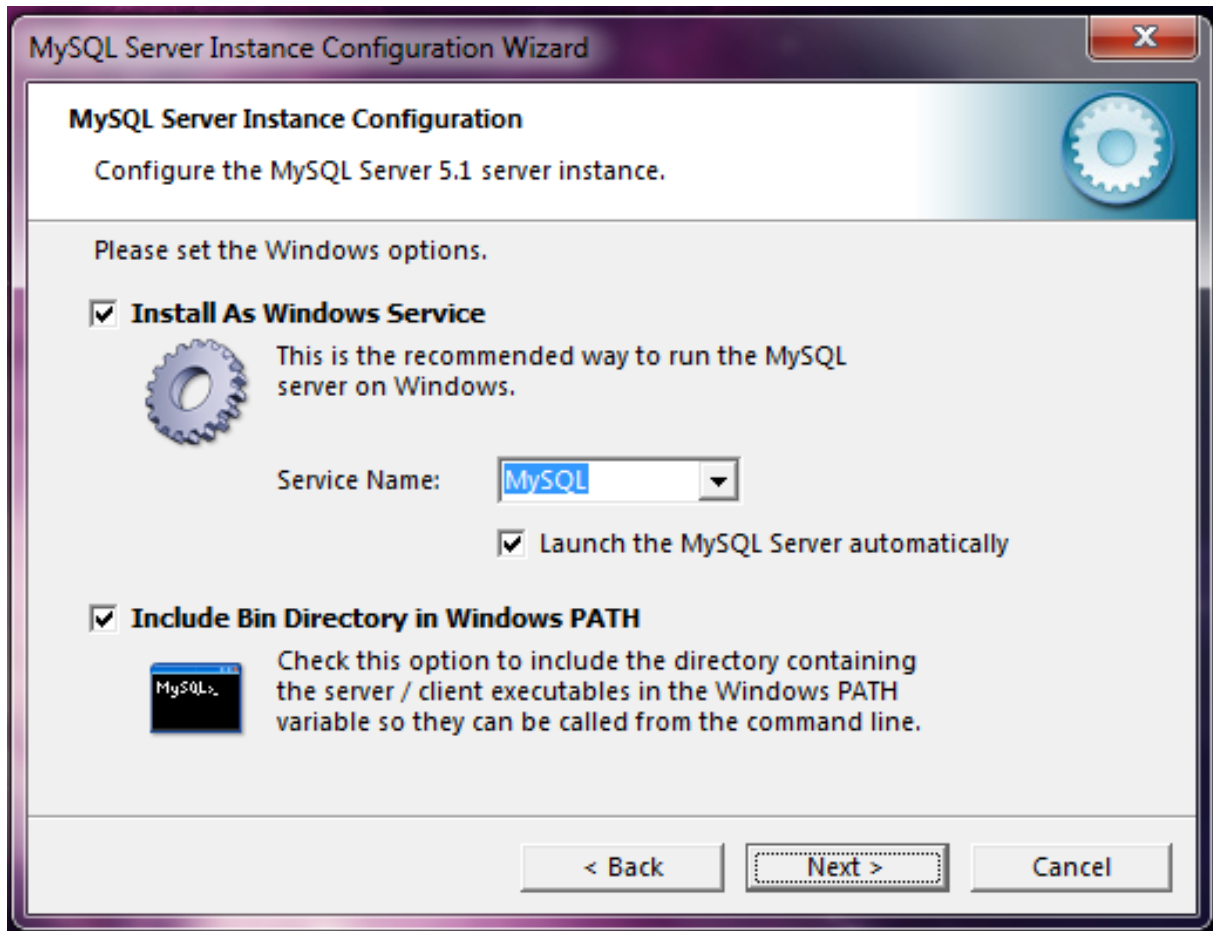 MySQL Server Instance Configuration Wizard
MySQL Server Instance Configuration
Configure the MySQL Server 5.1 server instance.
Please set the Windows options.
Install As Windows Service
This is the recommended way to run the MySQL
server on Windows.
Service Name: MySQL
Launch the MySQL Server automatically
Include Bin Directory in Windows PATH
MySQL>_
Check this option to include the directory containing
the server / client executables in the Windows PATH
variable so they can be called from the command line.
< Back Next > Cancel